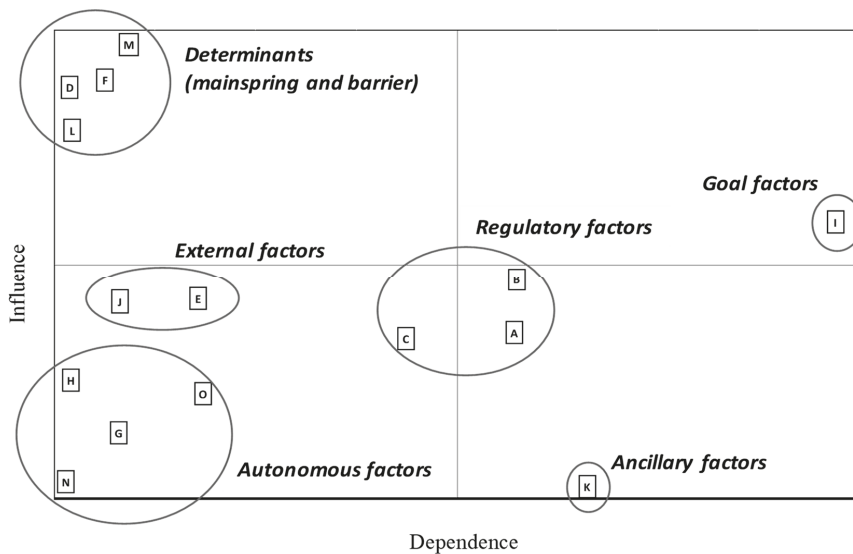 M
Determinants
(mainspring and barrier)
D
F
L
Goal factors
I
Regulatory factors
External factors
Influence
J
E
B
C
A
H
O
G
Autonomous factors
Ancillary factors
N
K
Dependence